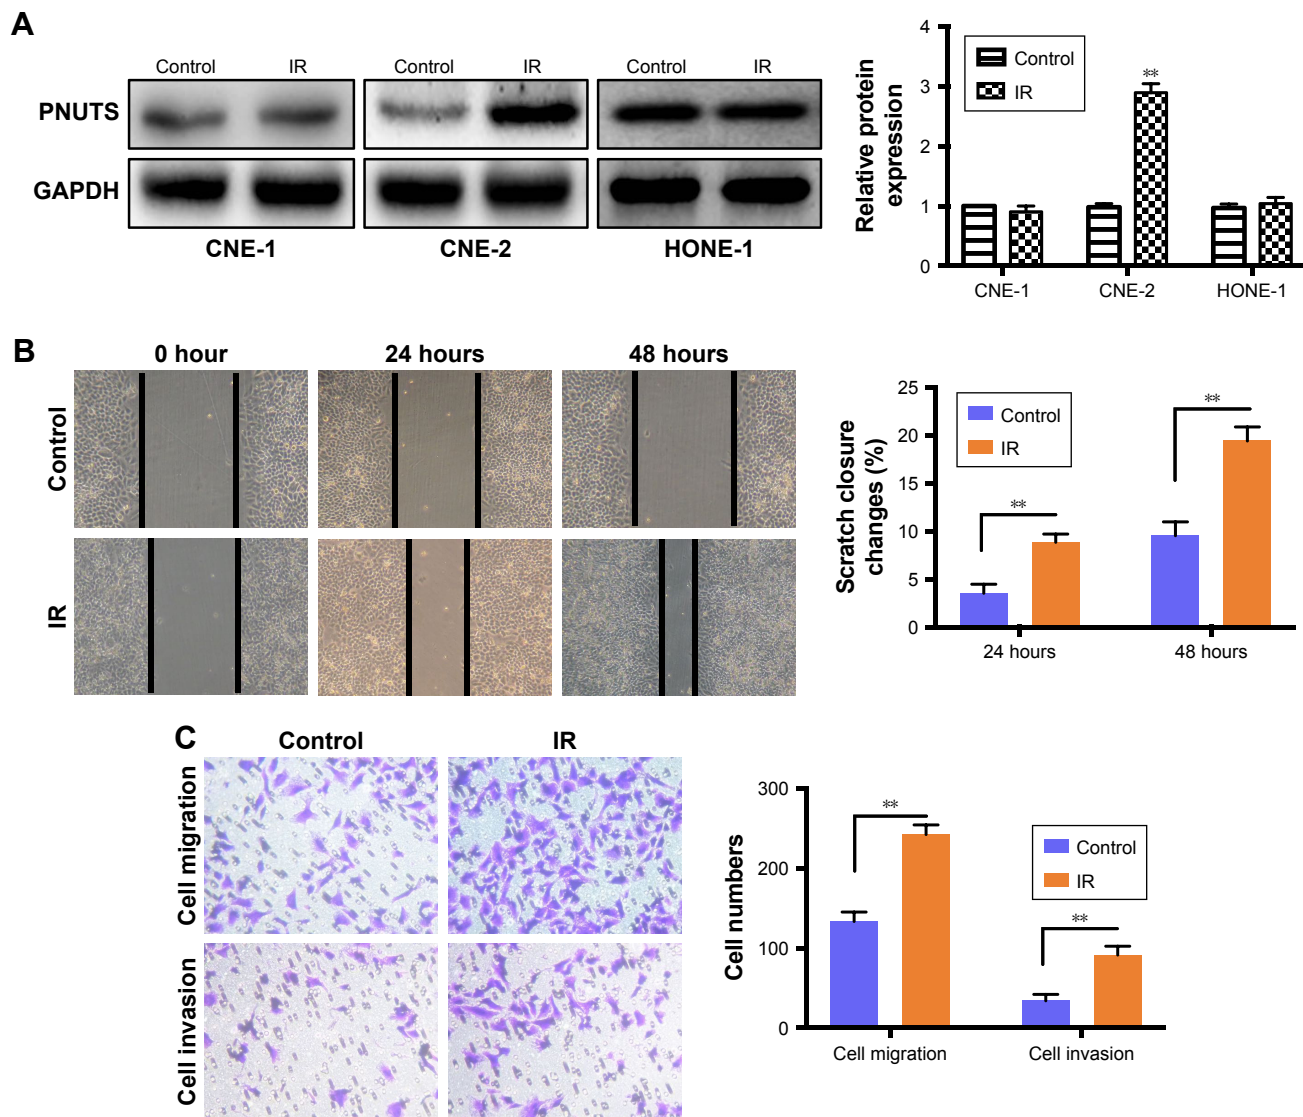 A
Control IR Control IR Control IR
PNUTS
GAPDH
CNE-1 CNE-2 HONE-1
Relative protein
expression
4
3
2
1
0
Control
IR
**
CNE-1 CNE-2 HONE-1
B
0 hour 24 hours 48 hours
Control
IR
Scratch closure
changes (%)
25
20
15
10
5
0
Control
IR
**
**
24 hours 48 hours
C
Control IR
Cell migration
Cell invasion
Cell numbers
300
200
100
0
**
Control
IR
**
Cell migration Cell invasion